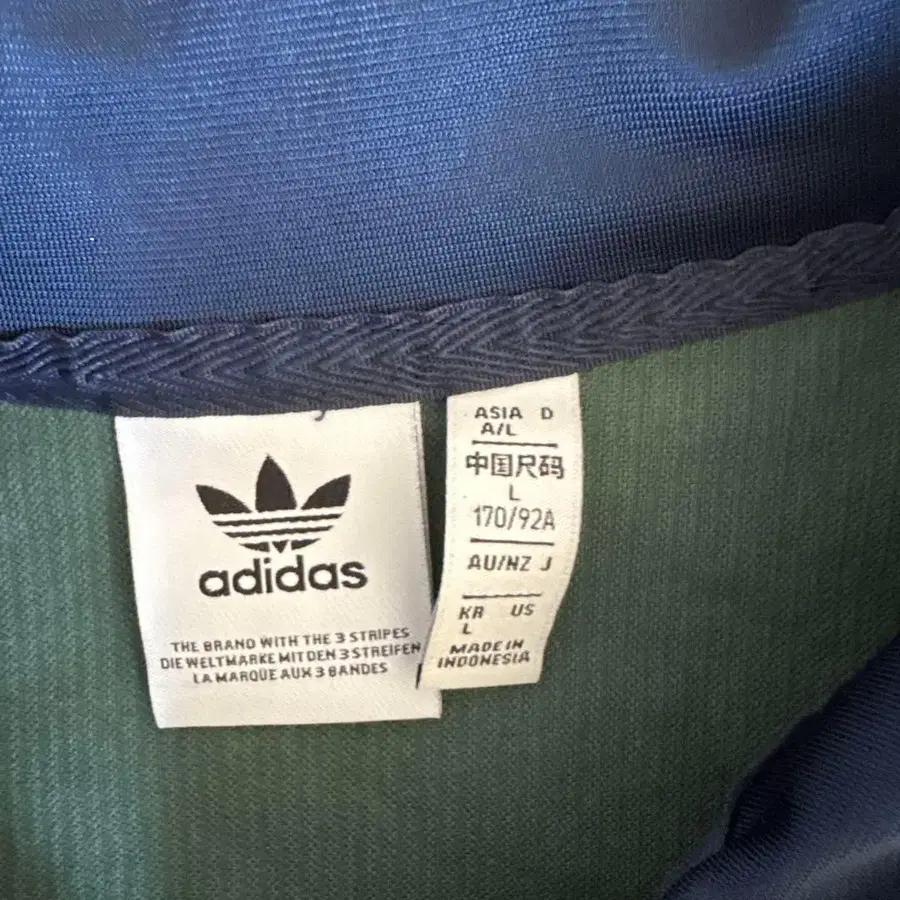 adidas
THE BRAND WITH THE 3 STRIPES
DIE WELTMARKE MIT DEN 3 STREIFEN
LA MARQUE AUX 3 BANDES
ASIA D
A/L
中国尺码
L
170/92A
AU/NZ J
KR US
L
MADE IN
INDONESIA